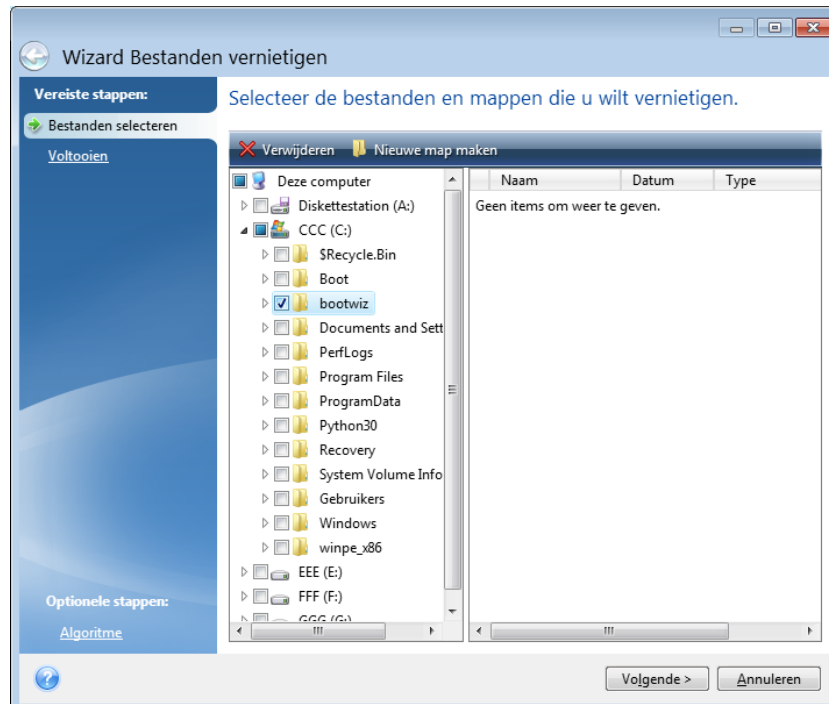 Wizard Bestanden vernietigen
Vereiste stappen:
Bestanden selecteren
Voltooien
Optionele stappen:
Algoritme
Selecteer de bestanden en mappen die u wilt vernietigen.
Verwijderen Nieuwe map maken
Deze computer
Diskettestation (A:)
CCC (C:)
$Recycle.Bin
Boot
bootwiz
Documents and Sett
PerfLogs
Program Files
ProgramData
Python30
Recovery
System Volume Info
Gebruikers
Windows
winpe_x86
EEE (E:)
FFF (F:)
GGG (G:)
Naam Datum Type
Geen items om weer te geven.
Volgende > Annuleren